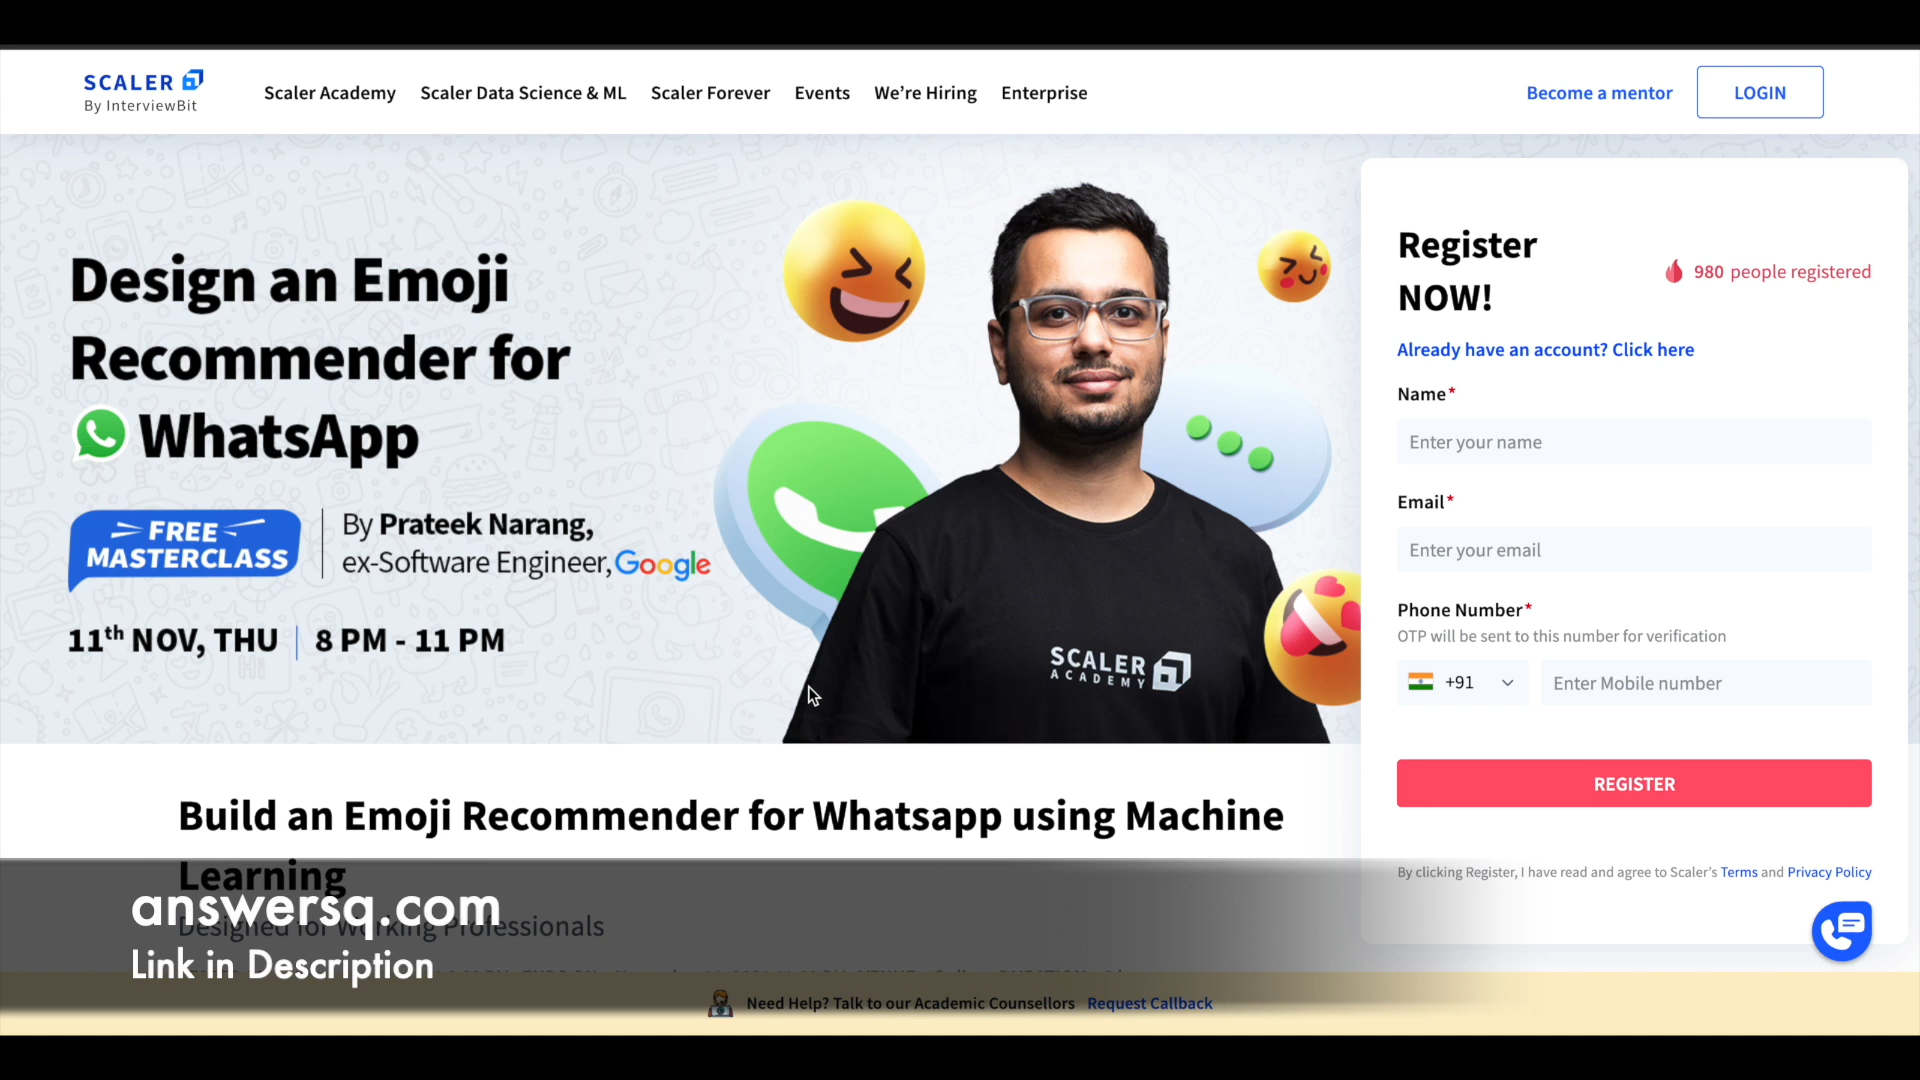 SCALER
By InterviewBit
Scaler Academy
Scaler Data Science & ML
Scaler Forever
Events
We're Hiring
Enterprise
Become a mentor
LOGIN
Design an Emoji
Recommender for
WhatsApp
FREE
MASTERCLASS
By Prateek Narang,
ex-Software Engineer, Google
11th NOV, THU | 8 PM - 11 PM
SCALER
ACADEMY
Register
NOW!
980 people registered
Already have an account? Click here
Name*
Enter your name
Email*
Enter your email
Phone Number*
OTP will be sent to this number for verification
+91
Enter Mobile number
REGISTER
By clicking Register, I have read and agree to Scaler's Terms and Privacy Policy
Build an Emoji Recommender for Whatsapp using Machine
Learning
Designed for Working Professionals
answersq.com
Link in Description
Need Help? Talk to our Academic Counsellors Request Callback